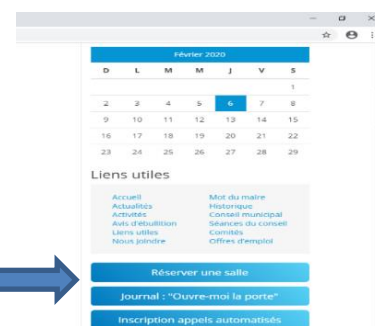 Février 2020
D L M M J V S
1
2 3 4 5 6 7 8
9 10 11 12 13 14 15
16 17 18 19 20 21 22
23 24 25 26 27 28 29
Liens utiles
Accueil
Actualités
Activités
Avis d'ébullition
Liens utiles
Nous joindre
Mot du maire
Historique
Conseil municipal
Séances du conseil
Comités
Offres d'emploi
Réserver une salle
Journal : "Ouvre-moi la porte"
Inscription appels automatisés